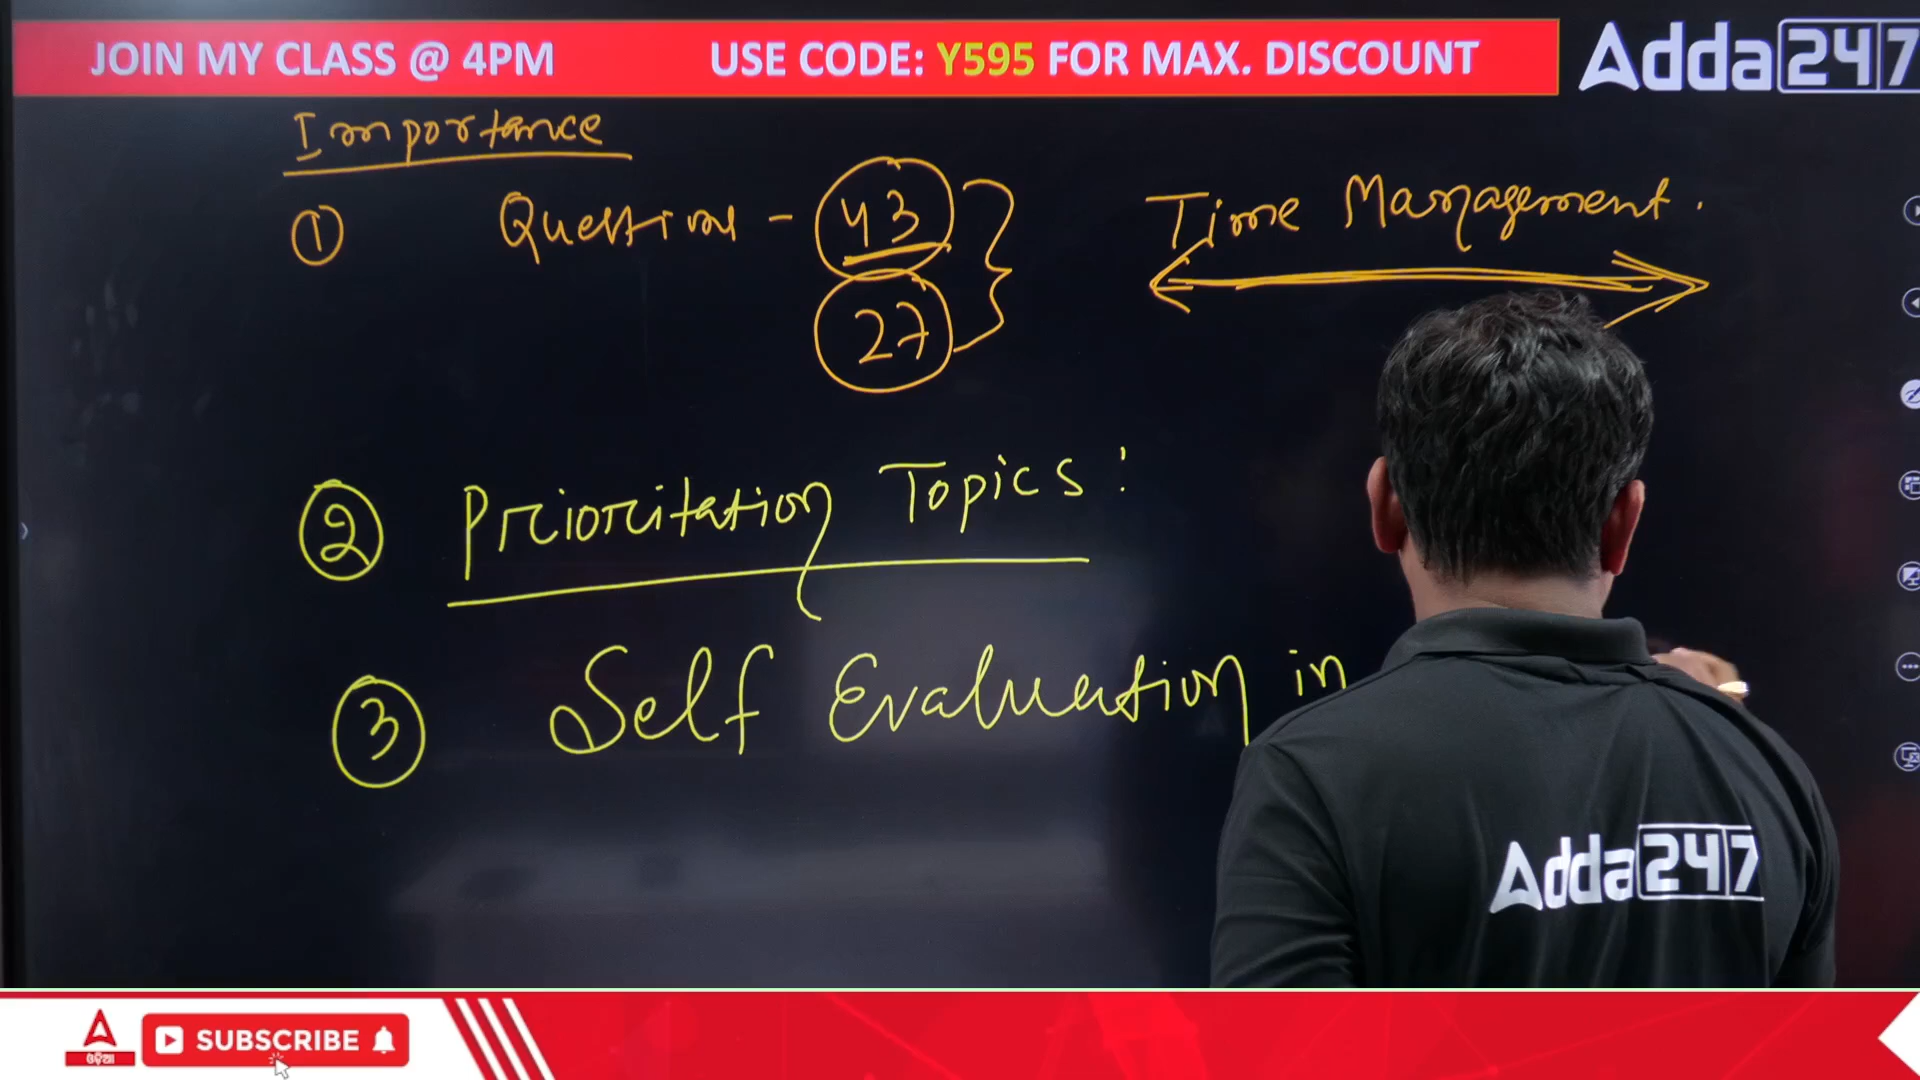 JOIN MY CLASS @ 4PM USE CODE: Y595 FOR MAX. DISCOUNT Adda247
Importance
① Question - 43 Time Management.
27
② Prioritation Topics:
③ Self Evaluation in
Adda247
SUBSCRIBE
ଓଡ଼ିଆ